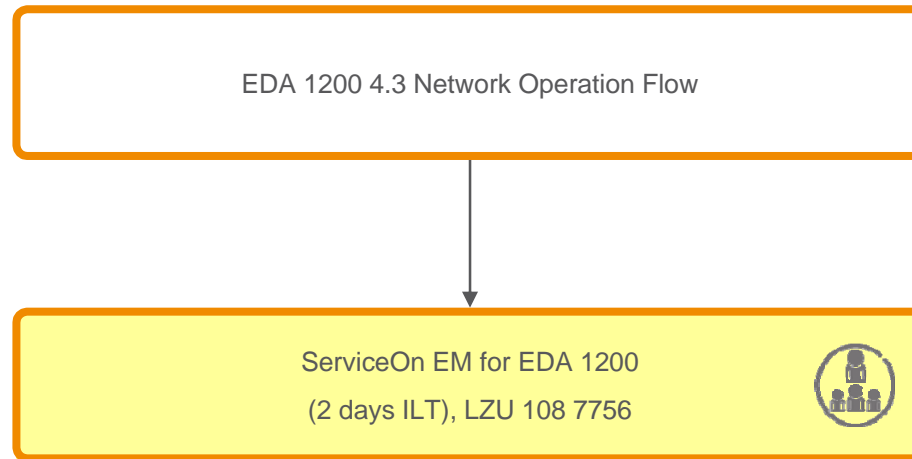 EDA 1200 4.3 Network Operation Flow
ServiceOn EM for EDA 1200
(2 days ILT), LZU 108 7756